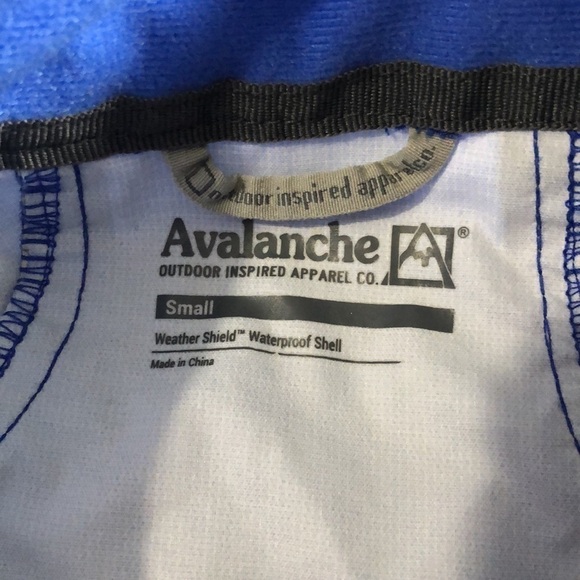 Outdoor inspired apparel co.
Avalanche ®
OUTDOOR INSPIRED APPAREL CO.
Small
Weather Shield™ Waterproof Shell
Made in China